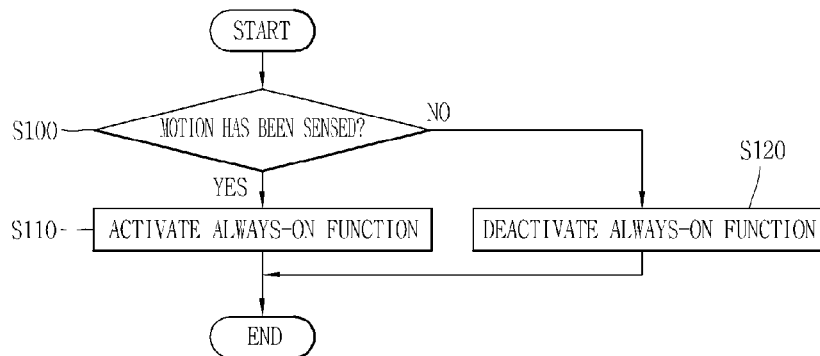 START
S100
MOTION HAS BEEN SENSED?
NO
YES
S120
S110
ACTIVATE ALWAYS-ON FUNCTION
DEACTIVATE ALWAYS-ON FUNCTION
END